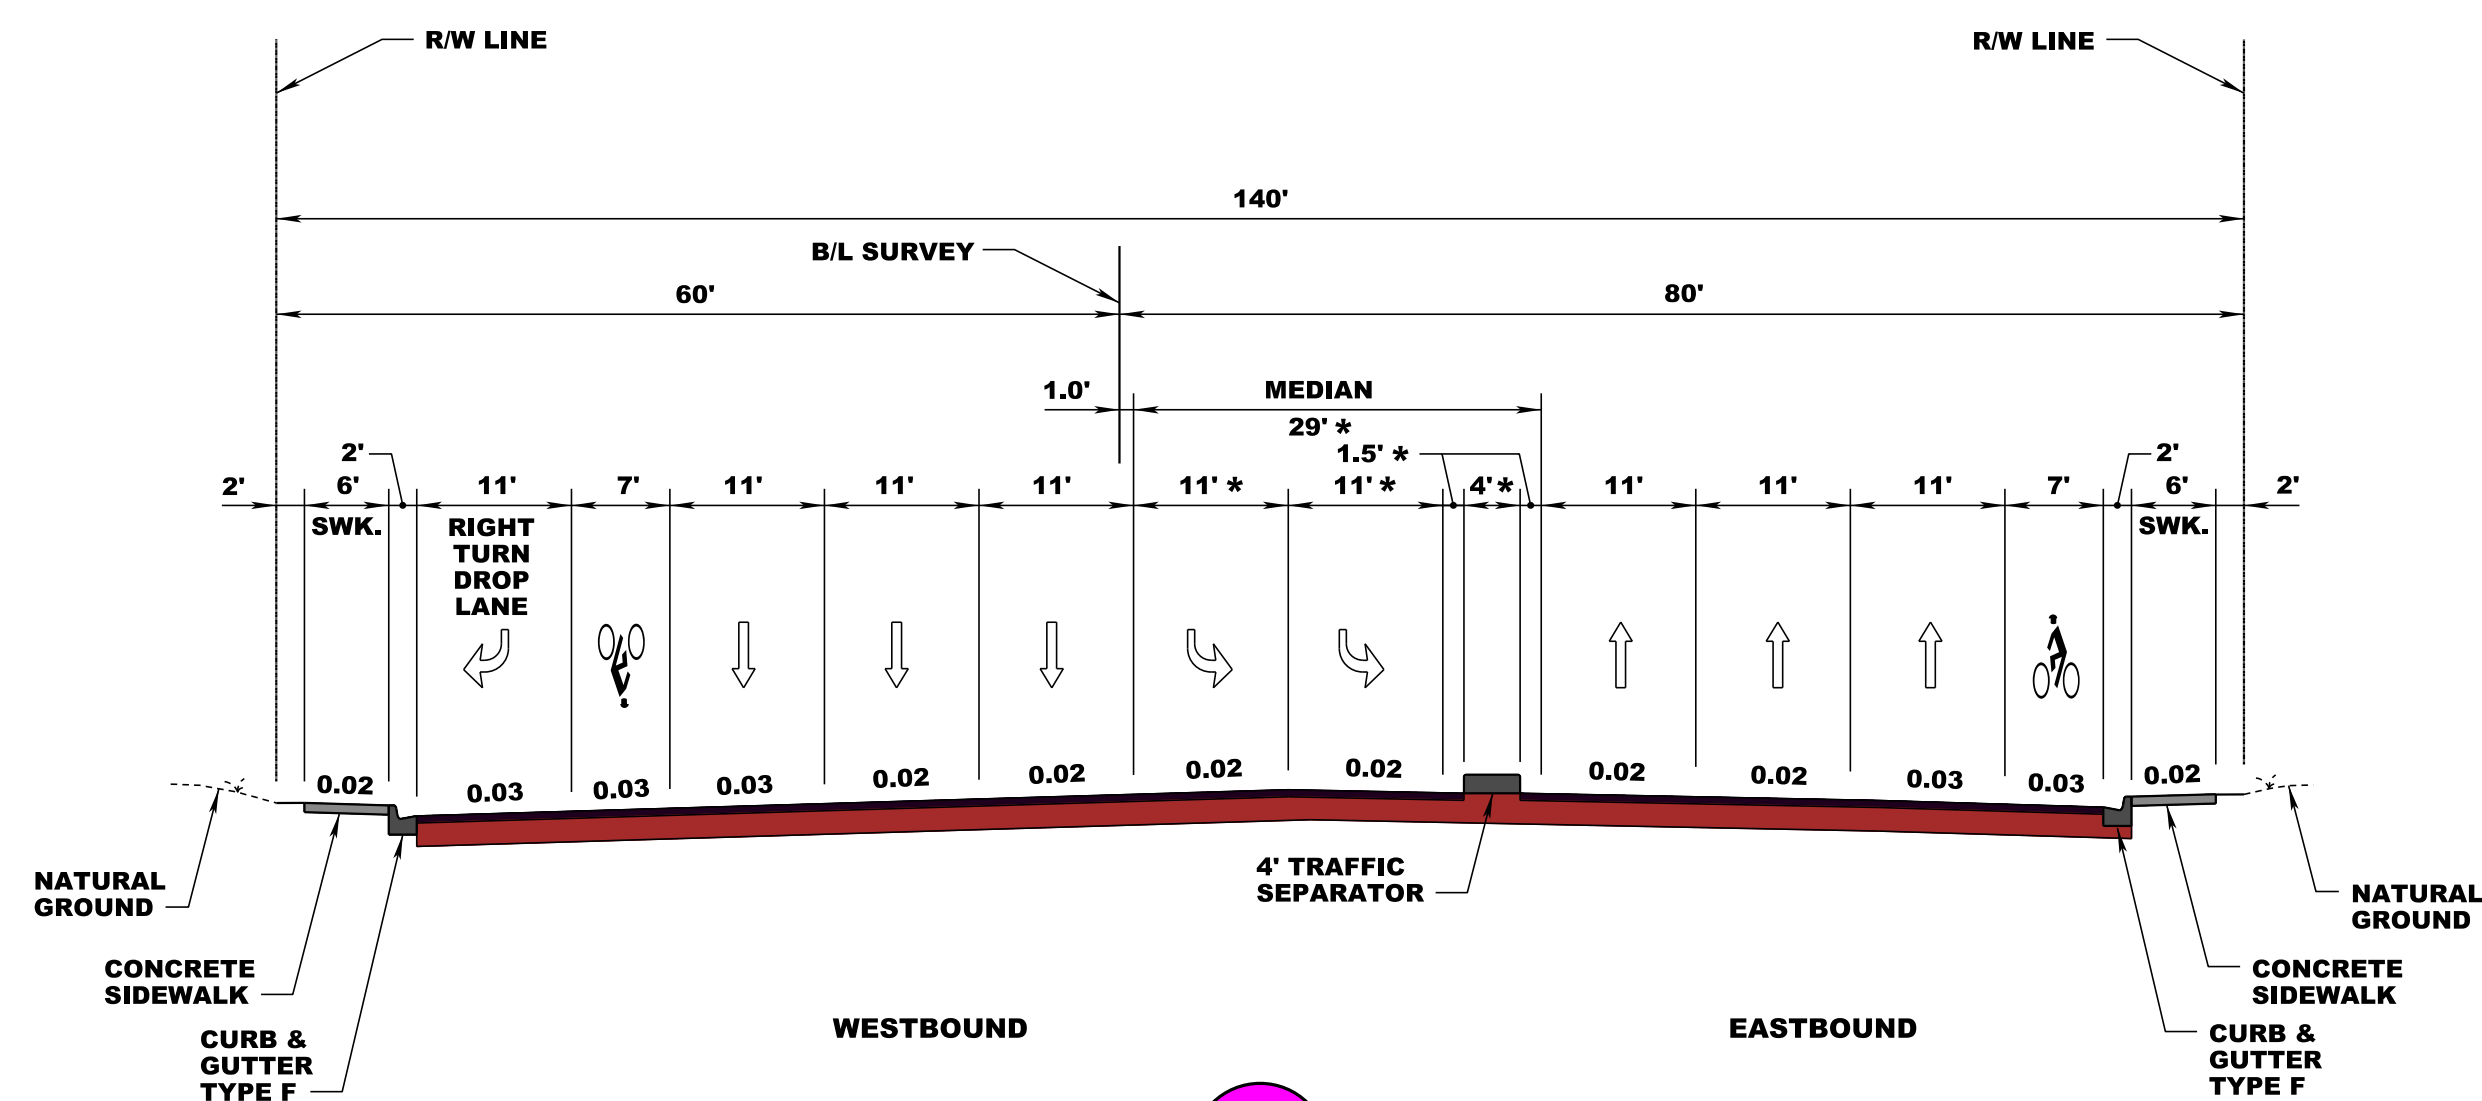 R/W LINE
R/W LINE
140'
B/L SURVEY
60'
80'
1.0'
MEDIAN
29' *
2'
1.5' *
2'
2'
6'
11'
7'
11'
11'
11'
11' *
11' *
4' *
11'
11'
11'
7'
6'
2'
SWK.
RIGHT
TURN
DROP
LANE
SWK.
0.02
0.03
0.03
0.03
0.02
0.02
0.02
0.02
0.02
0.02
0.03
0.03
0.02
4' TRAFFIC
SEPARATOR
NATURAL
GROUND
NATURAL
GROUND
CONCRETE
SIDEWALK
CONCRETE
SIDEWALK
WESTBOUND
EASTBOUND
CURB &
GUTTER
TYPE F
CURB &
GUTTER
TYPE F